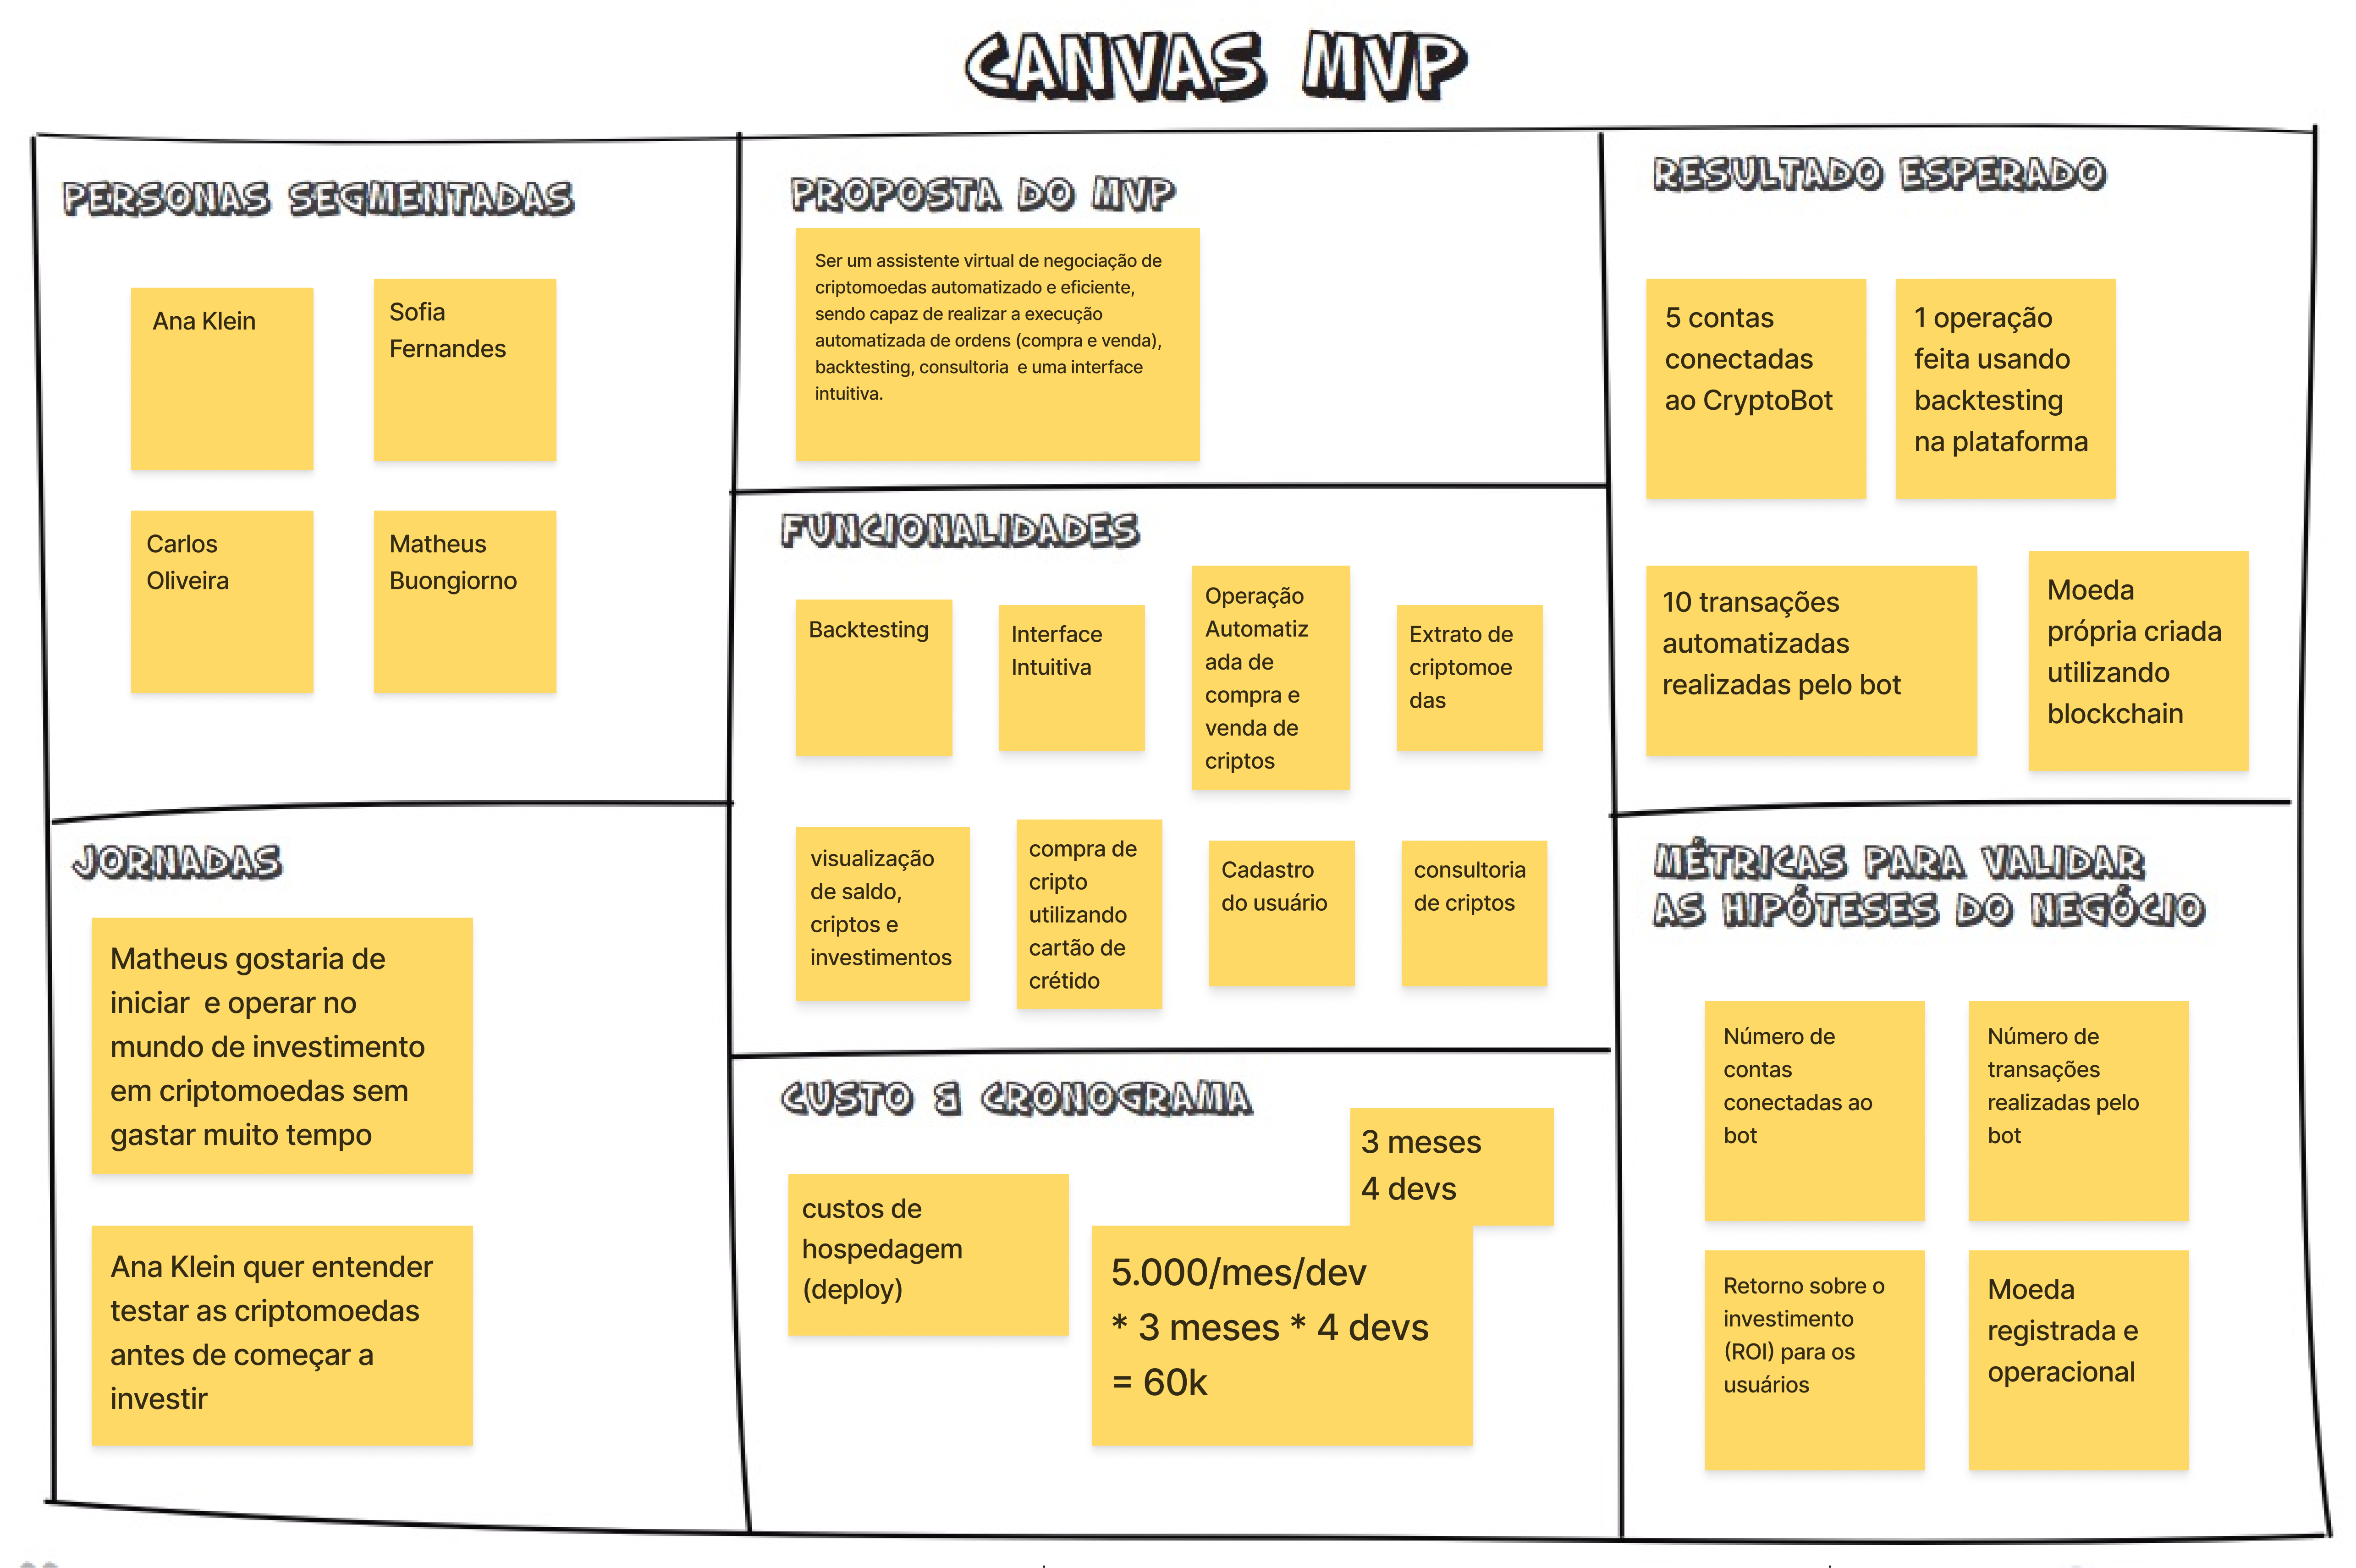 CANVAS MVP
PERSONAS SEGMENTADAS
Ana Klein
Sofia
Fernandes
Carlos
Oliveira
Matheus
Buongiorno
JORNADAS
Matheus gostaria de
iniciar  e operar no
mundo de investimento
em criptomoedas sem
gastar muito tempo
Ana Klein quer entender
testar as criptomoedas
antes de começar a
investir
PROPOSTA DO MVP
Ser um assistente virtual de negociação de
criptomoedas automatizado e eficiente,
sendo capaz de realizar a execução
automatizada de ordens (compra e venda),
backtesting, consultoria  e uma interface
intuitiva.
FUNCIONALIDADES
Backtesting
Interface
Intuitiva
Operação
Automatiz
ada de
compra e
venda de
criptos
Extrato de
criptomoe
das
visualização
de saldo,
criptos e
investimentos
compra de
cripto
utilizando
cartão de
crétido
Cadastro
do usuário
consultoria
de criptos
CUSTO & CRONOGRAMA
custos de
hospedagem
(deploy)
3 meses
4 devs
5.000/mes/dev
* 3 meses * 4 devs
= 60k
RESULTADO ESPERADO
5 contas
conectadas
ao CryptoBot
1 operação
feita usando
backtesting
na plataforma
10 transações
automatizadas
realizadas pelo bot
Moeda
própria criada
utilizando
blockchain
MÉTRICAS PARA VALIDAR
AS HIPÓTESES DO NEGÓCIO
Número de
contas
conectadas ao
bot
Número de
transações
realizadas pelo
bot
Retorno sobre o
investimento
(ROI) para os
usuários
Moeda
registrada e
operacional